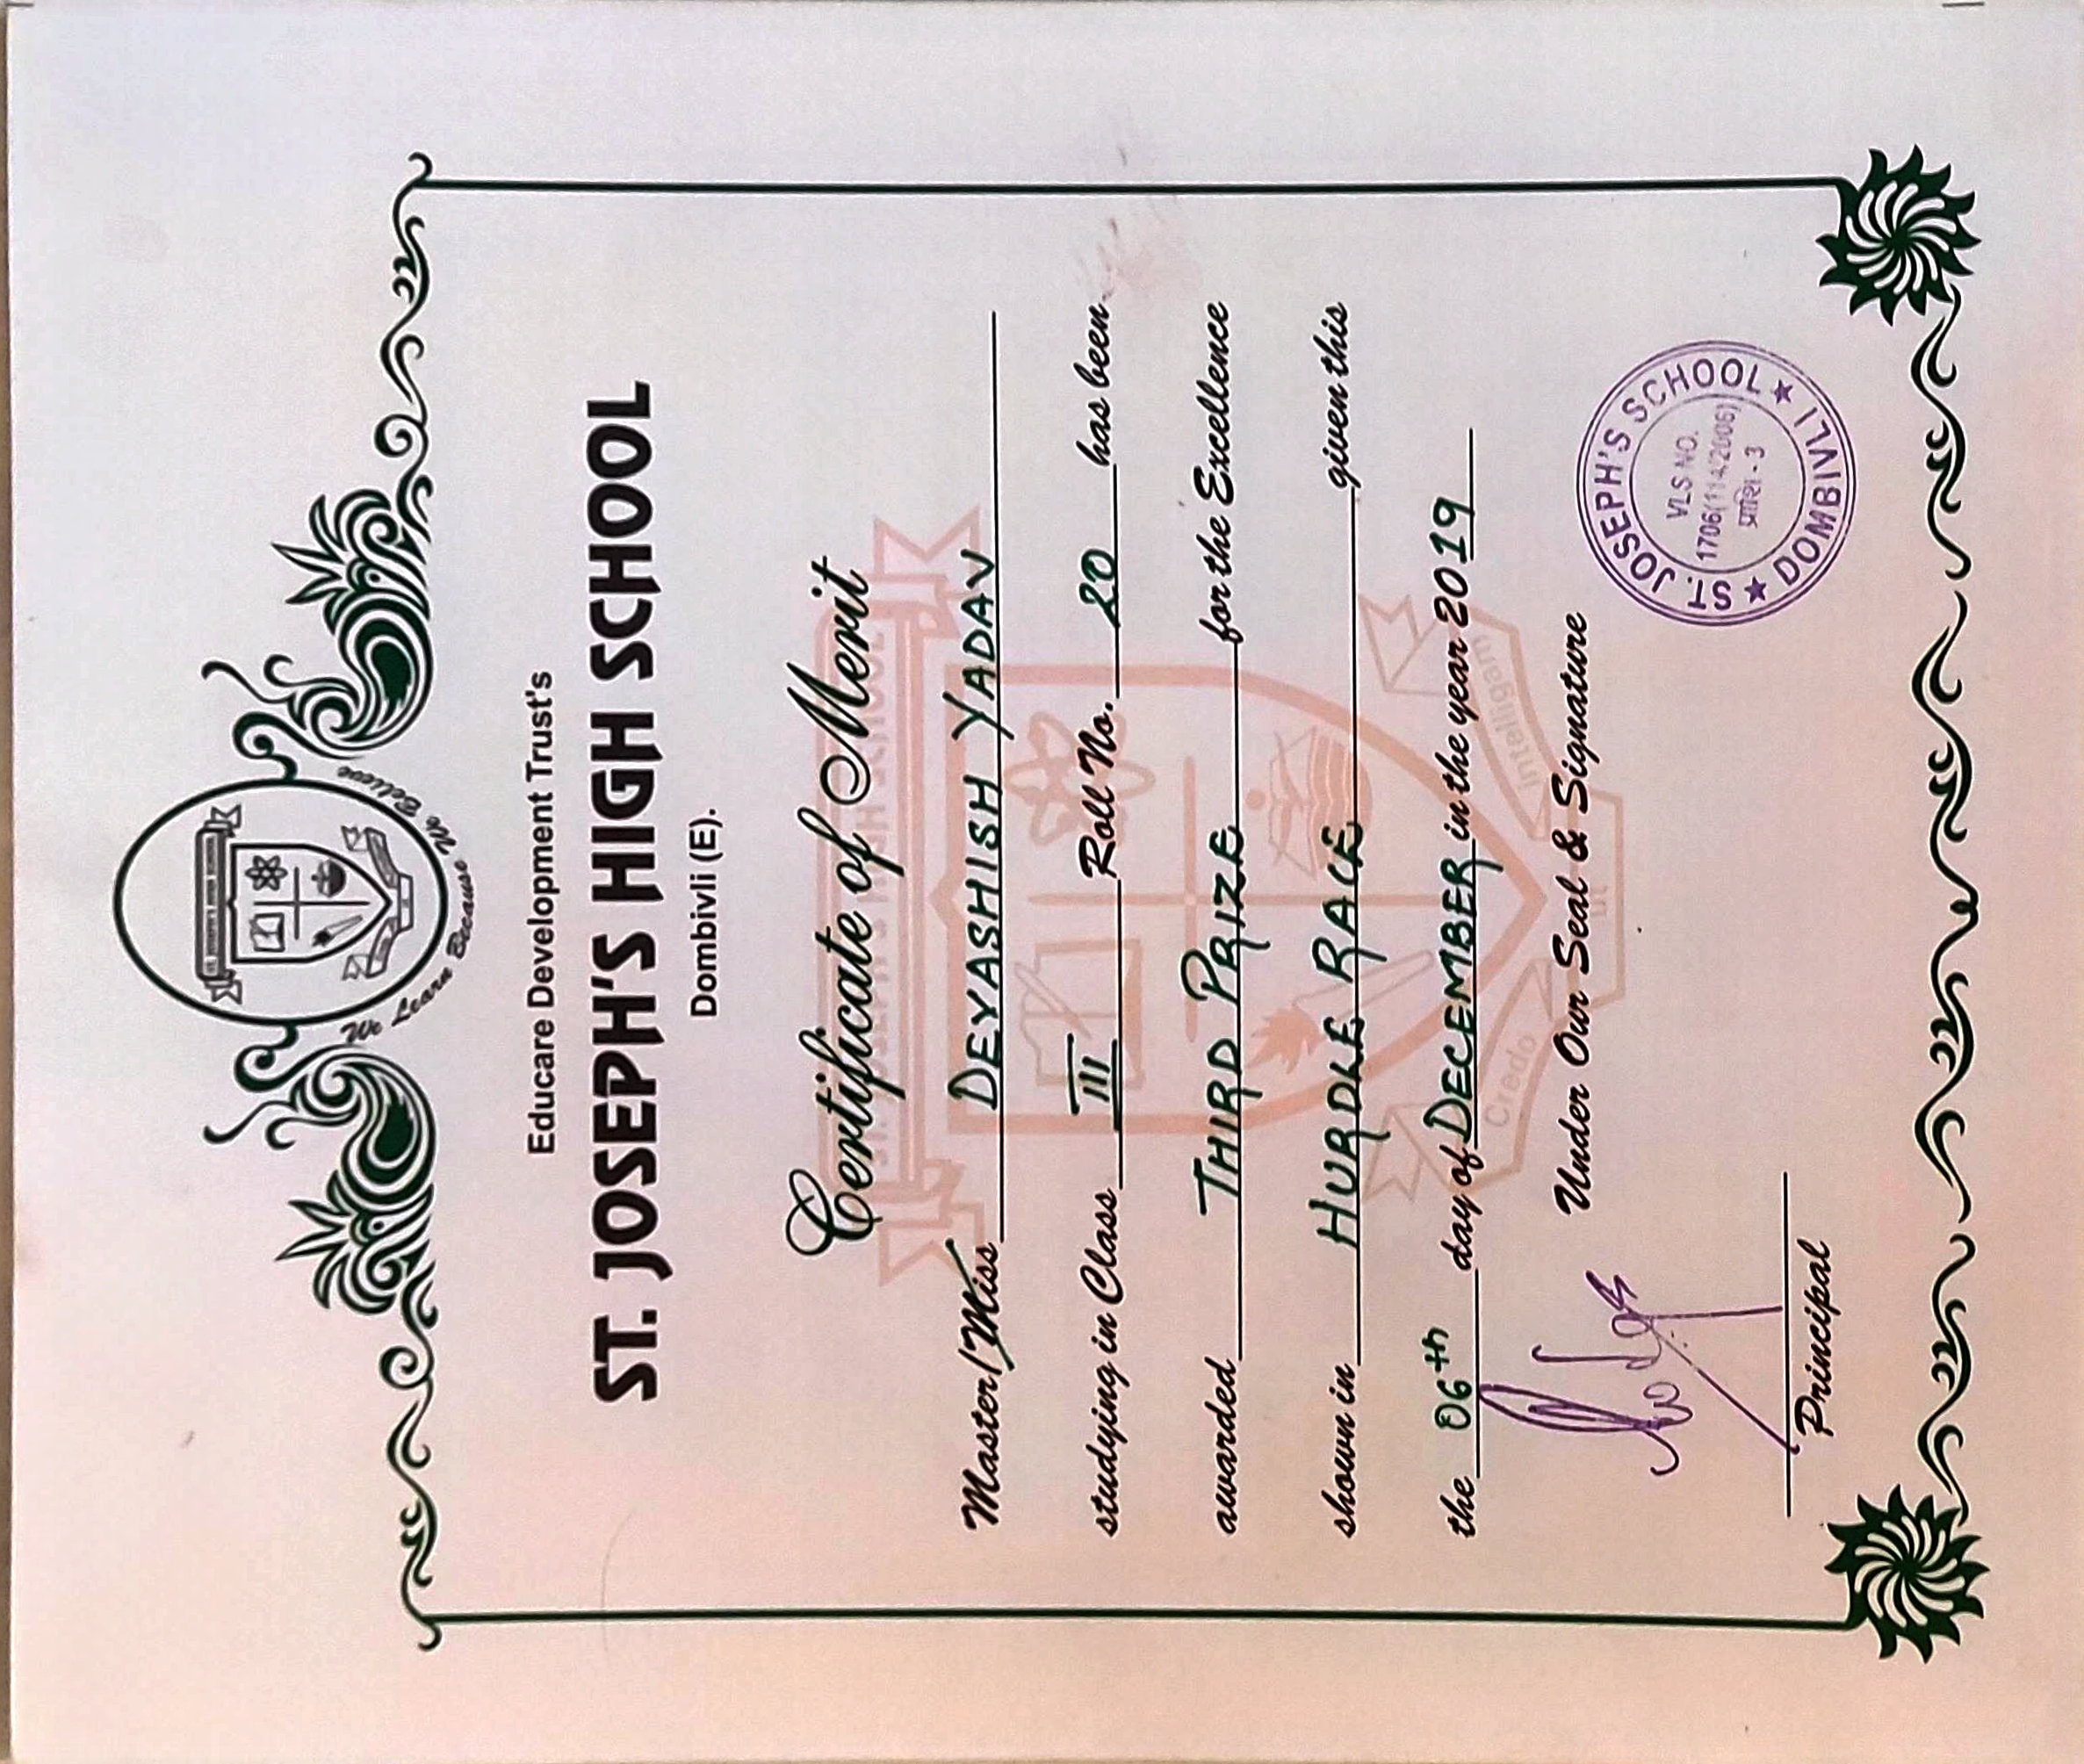 ST. JOSEPH'S HIGH SCHOOL
We Learn Because We Believe
Educare Development Trust's
ST. JOSEPH'S HIGH SCHOOL
Dombivli (E).
Certificate of Merit
ST. JOSEPH'S HIGH SCHOOL
Master/Miss DEVASHISH YADAV
studying in Class III Roll No. 20 has been
awarded THIRD PRIZE for the Excellence
shown in HURDLE RACE given this
the 06th day of DECEMBER in the year 2019
Credo ut intelligam
Under Our Seal & Signature
ST. JOSEPH'S SCHOOL
VLS NO.
1706(114/2006)
प्राशि - 3
★ DOMBIVLI ★
Principal